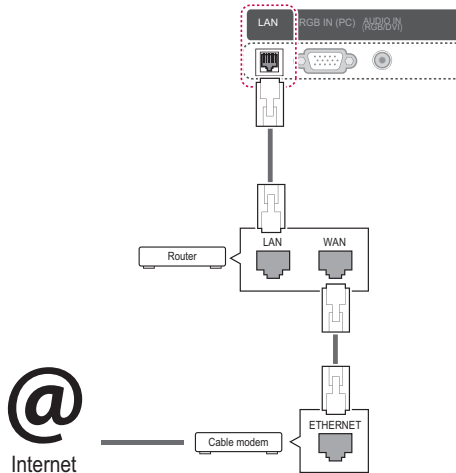 LAN
RGB IN (PC)
AUDIO IN
(RGB/DVI)
LAN
WAN
Router
ETHERNET
@
Cable modem
Internet